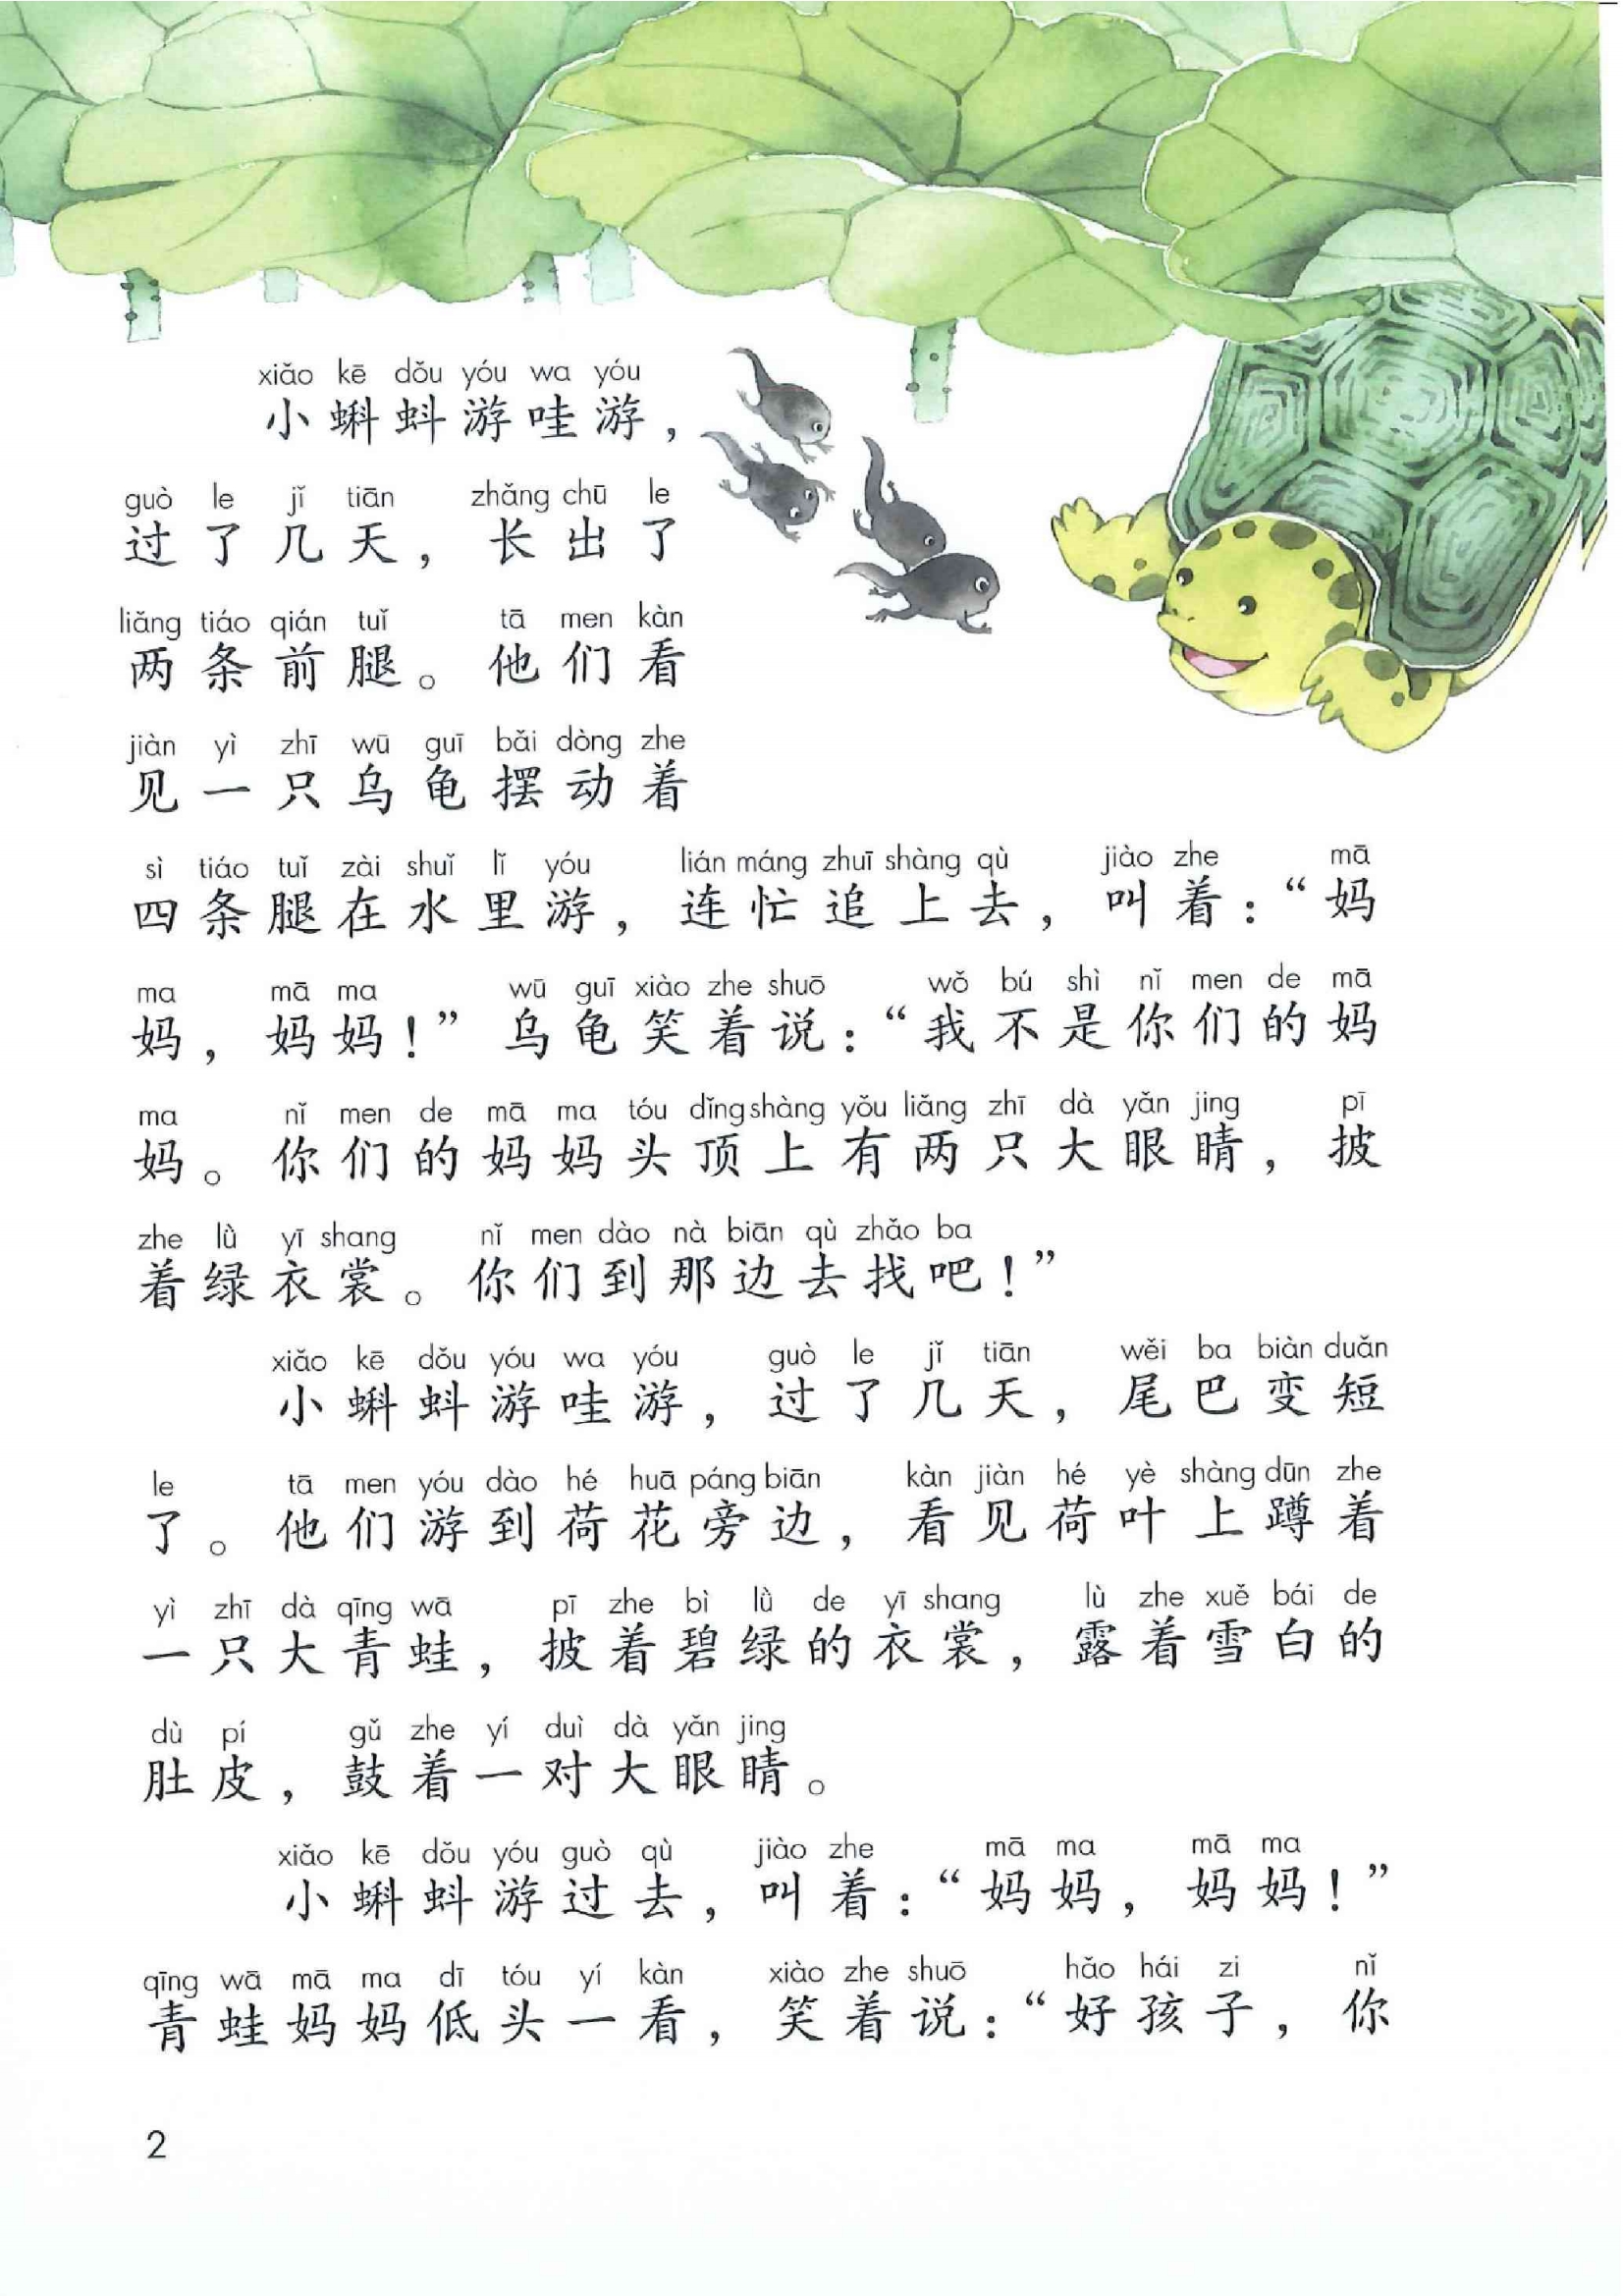 xiǎo kē dǒu yóu wa yóu
小蝌蚪游哇游，
guò le jǐ tiān zhǎng chū le
过了几天，长出了
liǎng tiáo qián tuǐ tā men kàn
两条前腿。他们看
jiàn yì zhī wū guī bǎi dòng zhe
见一只乌龟摆动着
sì tiáo tuǐ zài shuǐ lǐ yóu lián máng zhuī shàng qù jiào zhe mā
四条腿在水里游，连忙追上去，叫着：“妈
ma mā ma wū guī xiào zhe shuō wǒ bú shì nǐ men de mā
妈，妈妈！”乌龟笑着说：“我不是你们的妈
ma nǐ men de mā ma tóu dǐng shàng yǒu liǎng zhī dà yǎn jing pī
妈。你们的妈妈头顶上有两只大眼睛，披
zhe lǜ yī shang nǐ men dào nà biān qù zhǎo ba
着绿衣裳。你们到那边去找吧！”
xiǎo kē dǒu yóu wa yóu guò le jǐ tiān wěi ba biàn duǎn
小蝌蚪游哇游，过了几天，尾巴变短
le tā men yóu dào hé huā páng biān kàn jiàn hé yè shàng dūn zhe
了。他们游到荷花旁边，看见荷叶上蹲着
yì zhī dà qīng wā pī zhe bì lǜ de yī shang lù zhe xuě bái de
一只大青蛙，披着碧绿的衣裳，露着雪白的
dù pí gǔ zhe yí duì dà yǎn jing
肚皮，鼓着一对大眼睛。
xiǎo kē dǒu yóu guò qù jiào zhe mā ma mā ma
小蝌蚪游过去，叫着：“妈妈，妈妈！”
qīng wā mā ma dī tóu yí kàn xiào zhe shuō hǎo hái zi nǐ
青蛙妈妈低头一看，笑着说：“好孩子，你
2